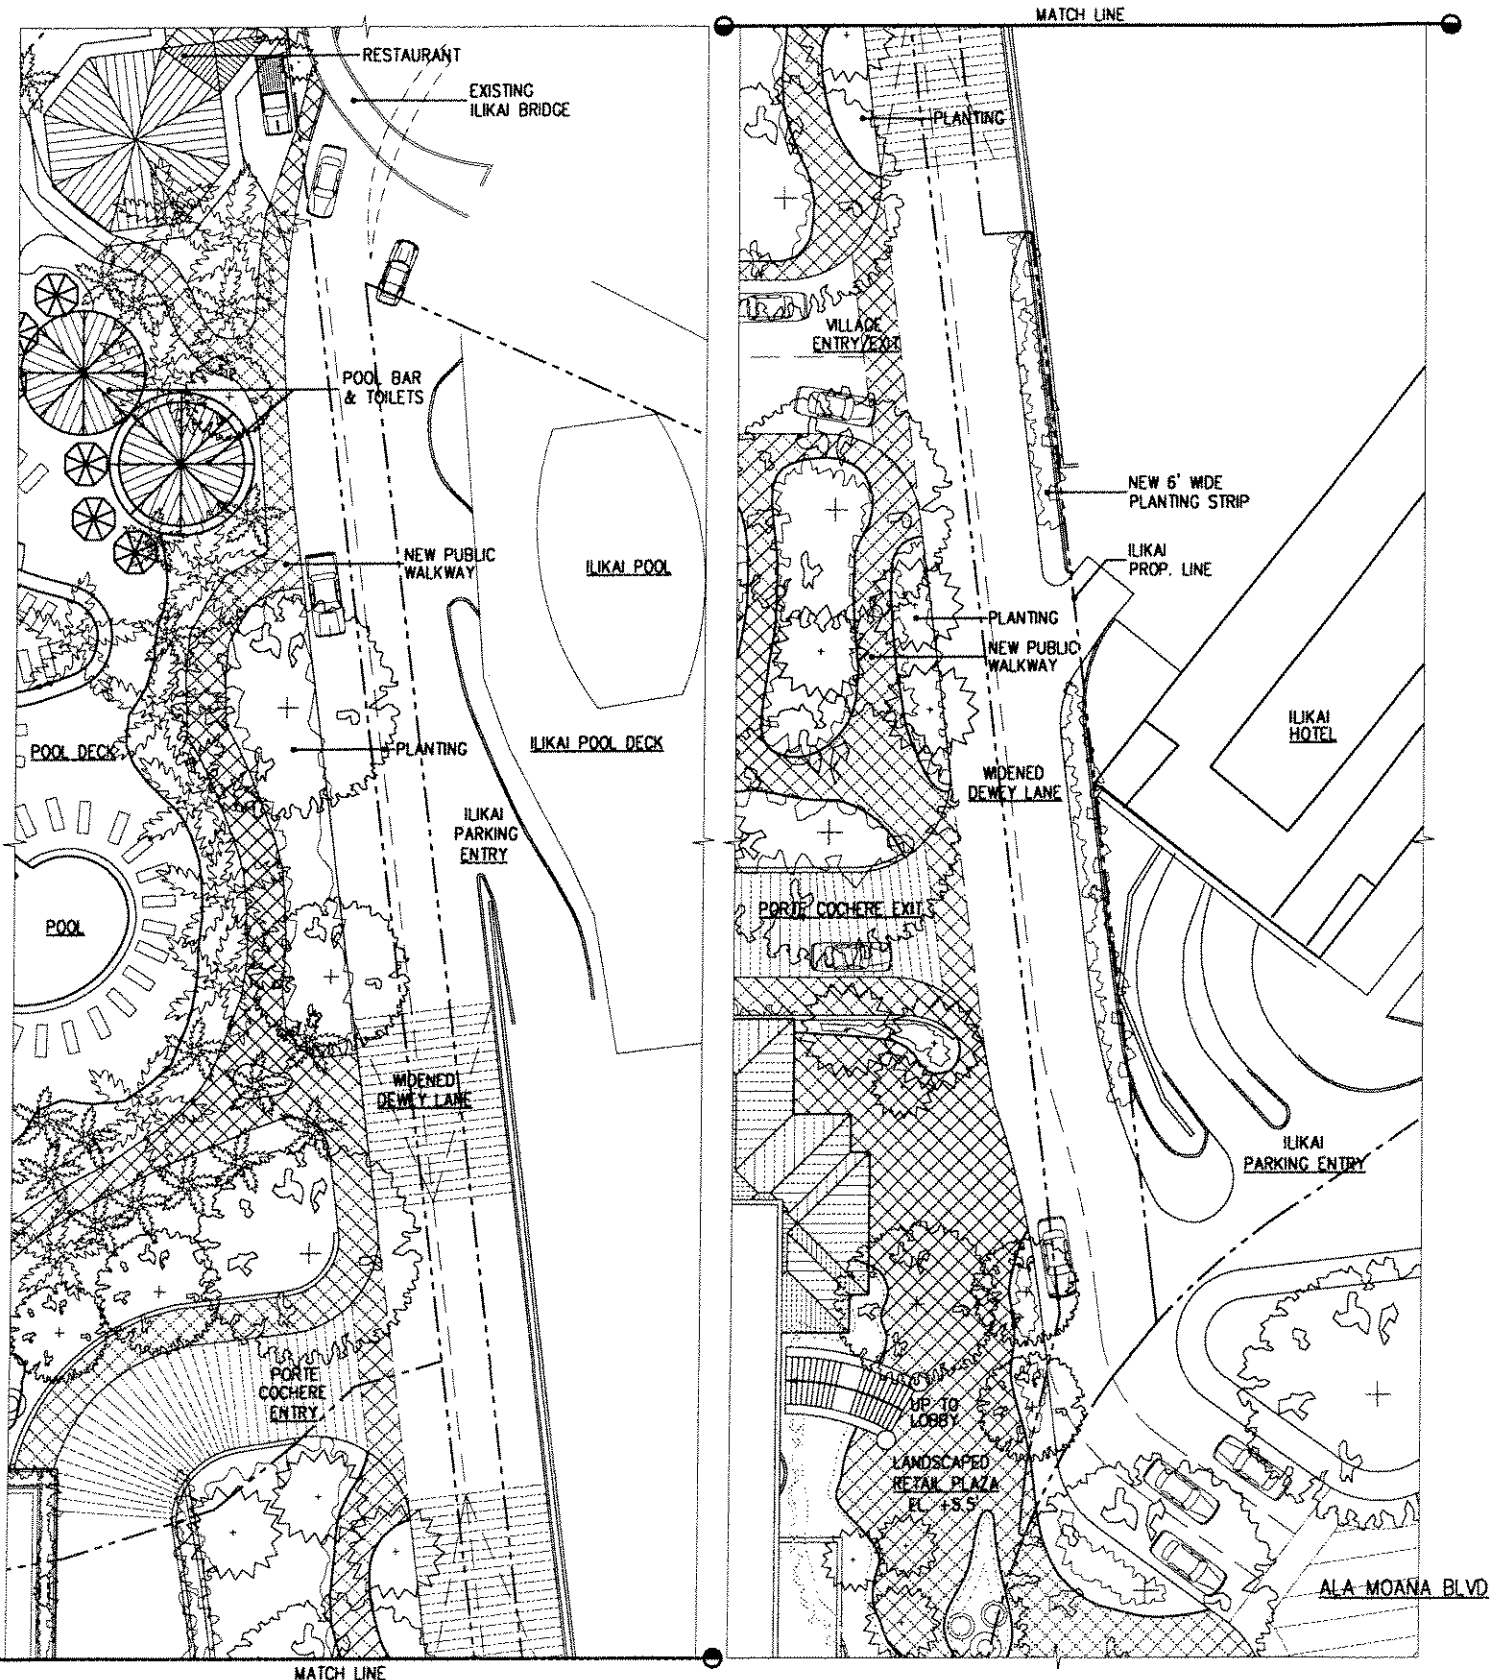 RESTAURANT
EXISTING
ILIKAI BRIDGE
POOL BAR
& TOILETS
NEW PUBLIC
WALKWAY
ILIKAI POOL
POOL DECK
PLANTING
ILIKAI POOL DECK
ILIKAI
PARKING
ENTRY
POOL
WIDENED
DEWEY LANE
PORTE
COCHERE
ENTRY
MATCH LINE
MATCH LINE
PLANTING
VILLAGE
ENTRY/EXIT
NEW 6' WIDE
PLANTING STRIP
ILIKAI
PROP. LINE
PLANTING
NEW PUBLIC
WALKWAY
ILIKAI
HOTEL
WIDENED
DEWEY LANE
PORTE COCHERE EXIT
ILIKAI
PARKING ENTRY
UP TO
LOBBY
LANDSCAPED
RETAIL PLAZA
EL. +5.5'
ALA MOANA BLVD